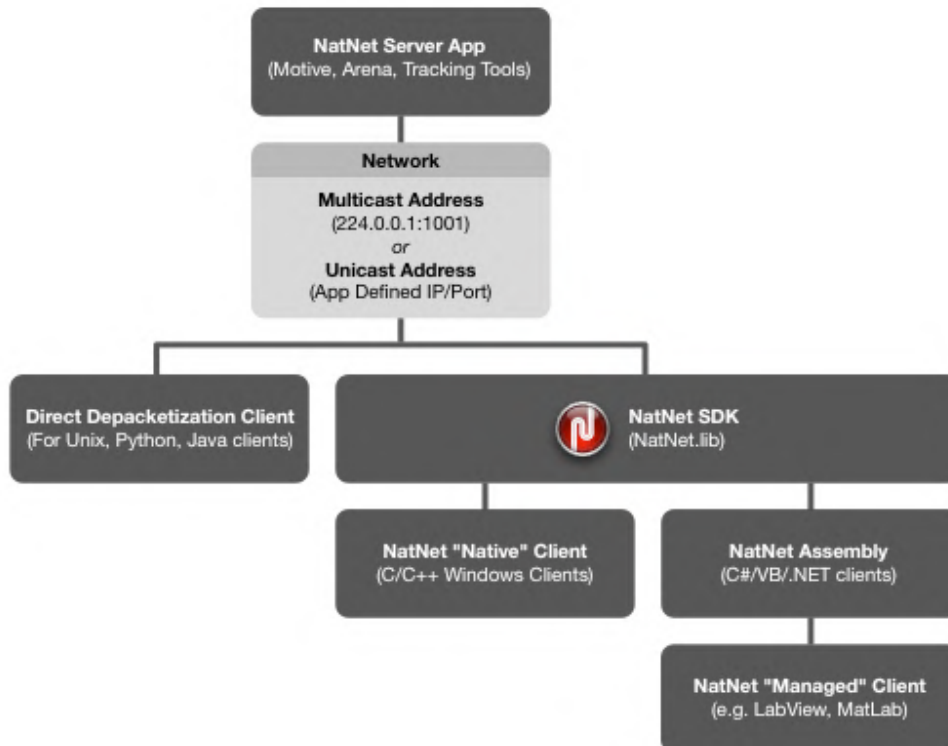 NatNet Server App
(Motive, Arena, Tracking Tools)
Network
Multicast Address
(224.0.0.1:1001)
or
Unicast Address
(App Defined IP/Port)
Direct Depacketization Client
(For Unix, Python, Java clients)
NatNet SDK
(NatNet.lib)
NatNet "Native" Client
(C/C++ Windows Clients)
NatNet Assembly
(C#/VB/.NET clients)
NatNet "Managed" Client
(e.g. LabView, MatLab)